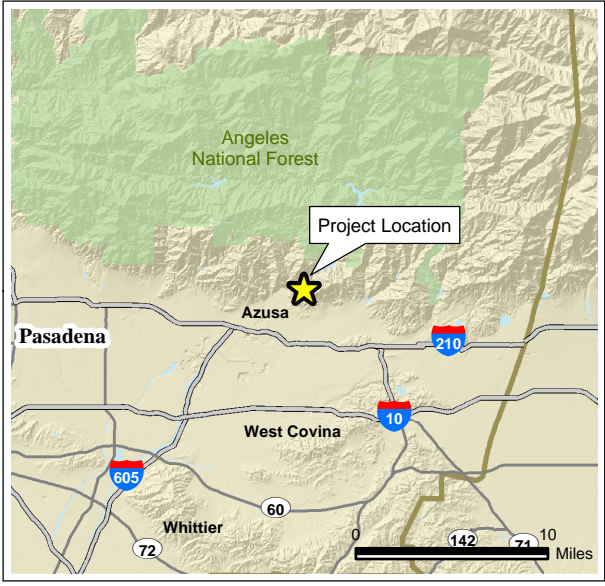 Angeles
National Forest
Project Location
Azusa
Pasadena
210
10
West Covina
605
60
Whittier
72
0
10
142
71
Miles